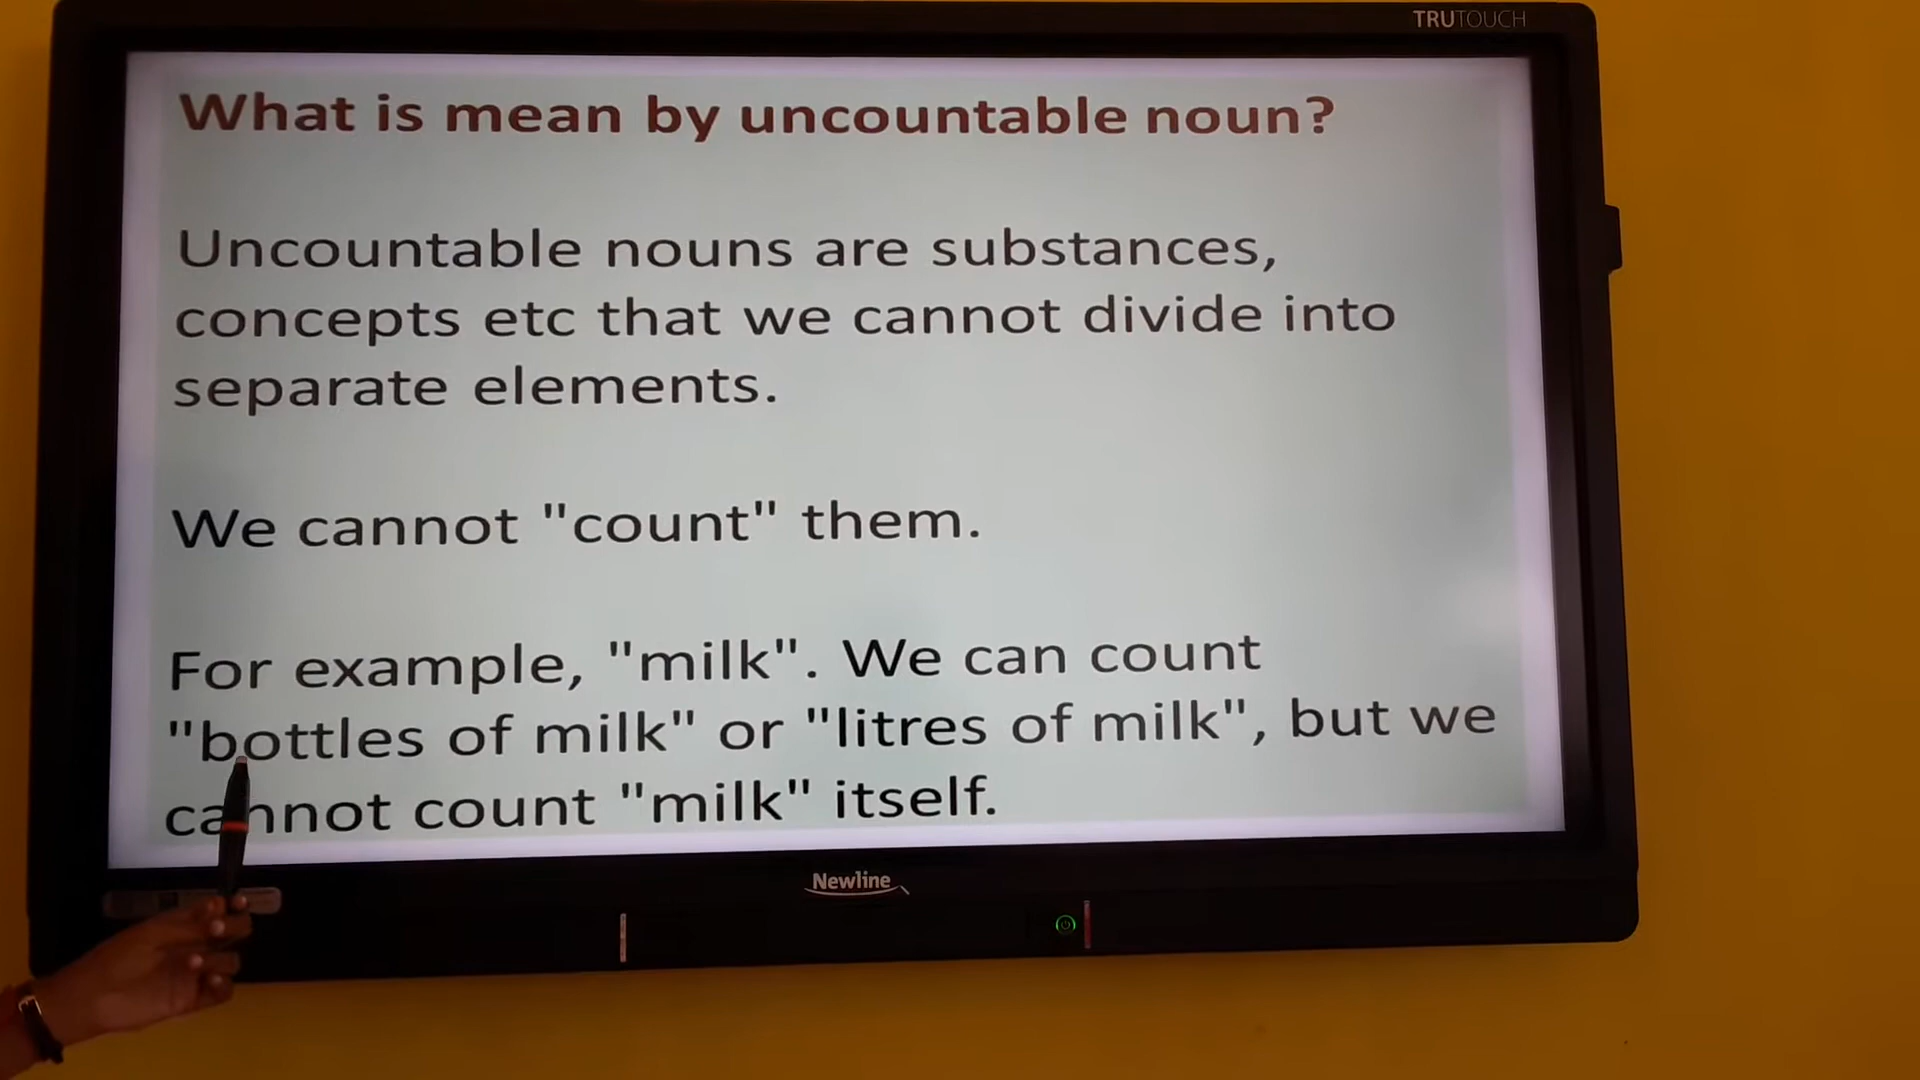 TRUTOUCH
What is mean by uncountable noun?
Uncountable nouns are substances,
concepts etc that we cannot divide into
separate elements.
We cannot "count" them.
For example, "milk". We can count
"bottles of milk" or "litres of milk", but we
cannot count "milk" itself.
Newline